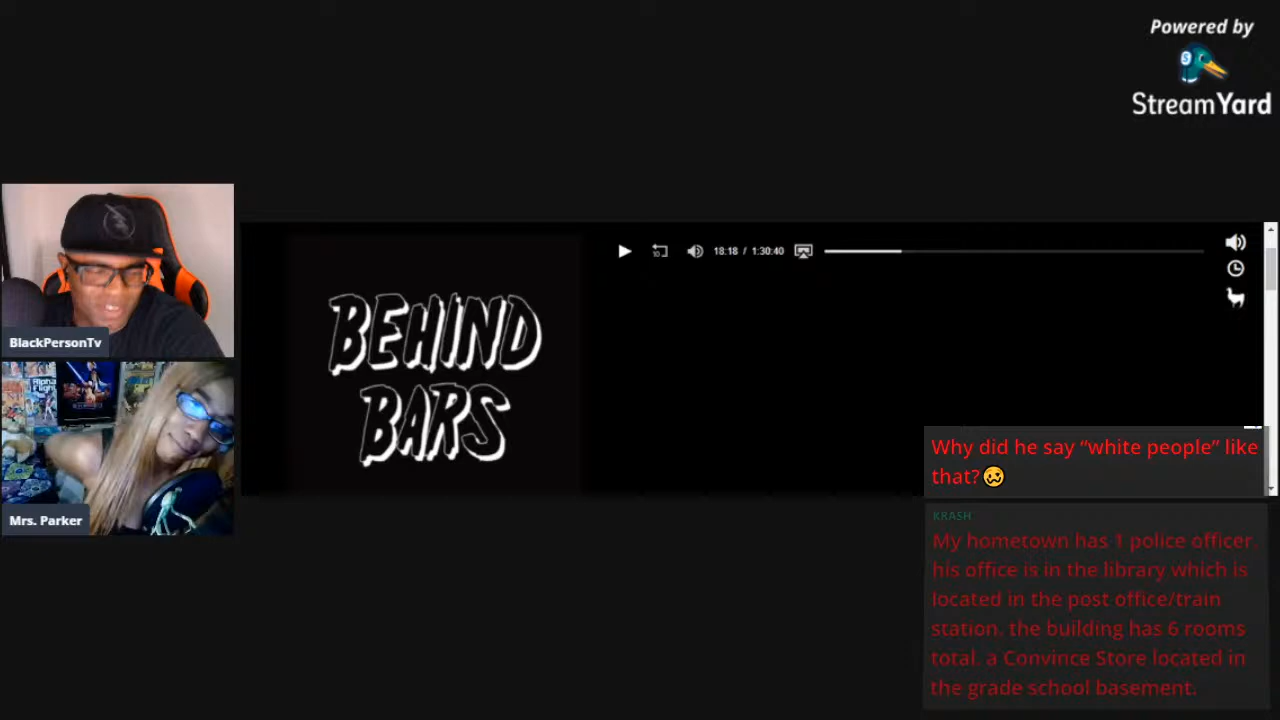 Powered by
StreamYard
BlackPersonTv
Mrs. Parker
18:18 / 1:30:40
BEHIND
BARS
Why did he say “white people” like
that?🥴
KRASH
My hometown has 1 police officer.
his office is in the library which is
located in the post office/train
station. the building has 6 rooms
total. a Convince Store located in
the grade school basement.